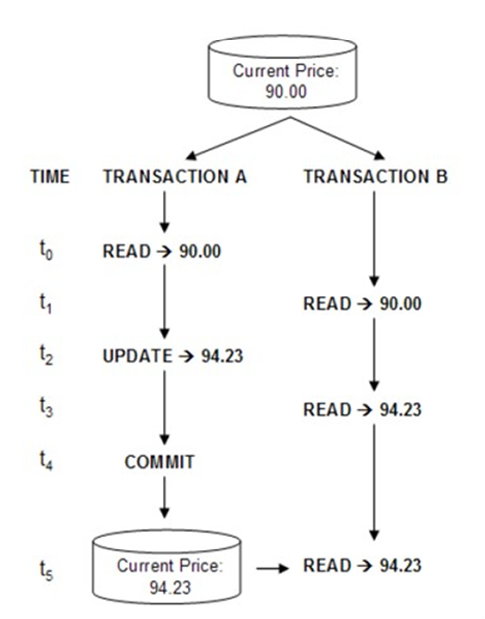 Current Price:
90.00
TIME TRANSACTION A TRANSACTION B
t0 READ → 90.00
t1 READ → 90.00
t2 UPDATE → 94.23
t3 READ → 94.23
t4 COMMIT
Current Price:
94.23
t5 READ → 94.23